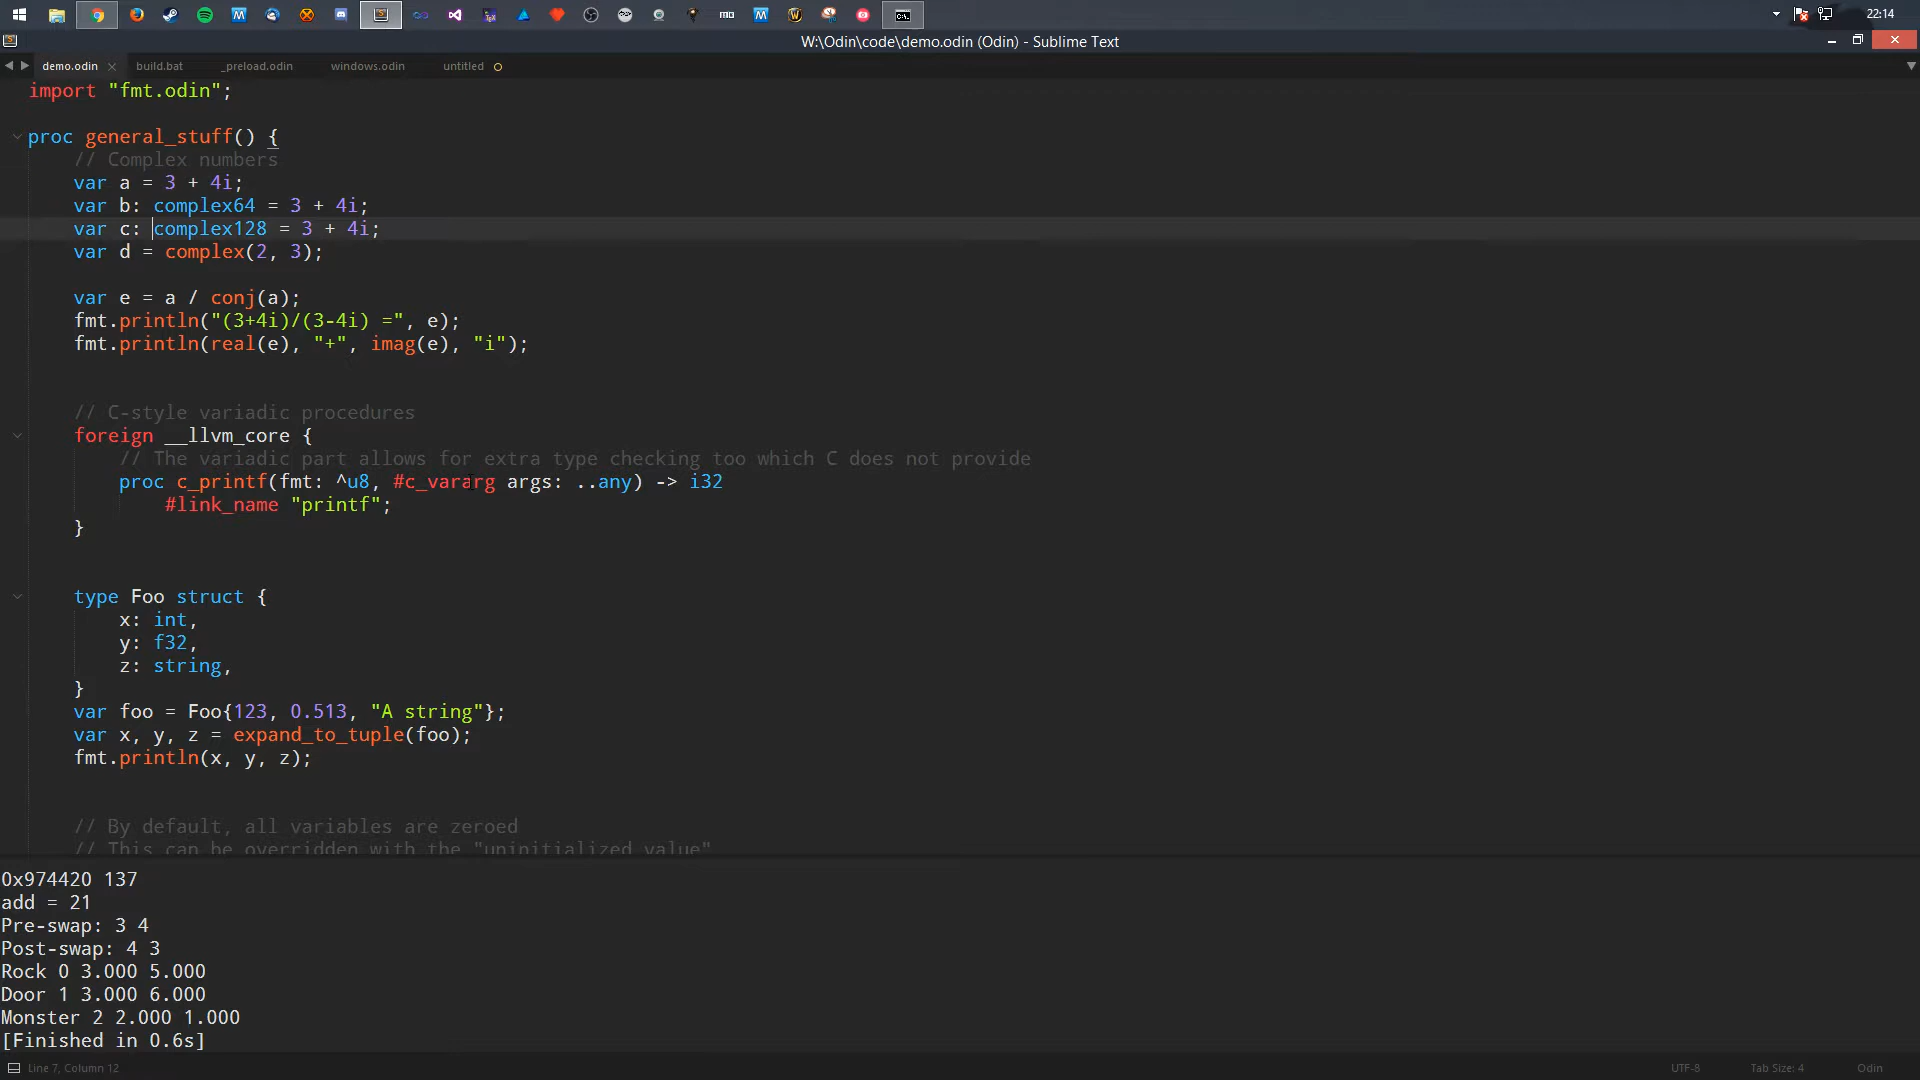 22:14
W:\Odin\code\demo.odin (Odin) - Sublime Text
demo.odin build.bat _preload.odin windows.odin untitled
import "fmt.odin";
proc general_stuff() {
// Complex numbers
var a = 3 + 4i;
var b: complex64 = 3 + 4i;
var c: complex128 = 3 + 4i;
var d = complex(2, 3);
var e = a / conj(a);
fmt.println("(3+4i)/(3-4i) =", e);
fmt.println(real(e), "+", imag(e), "i");
// C-style variadic procedures
foreign __llvm_core {
// The variadic part allows for extra type checking too which C does not provide
proc c_printf(fmt: ^u8, #c_vararg args: ..any) -> i32
#link_name "printf";
}
type Foo struct {
x: int,
y: f32,
z: string,
}
var foo = Foo{123, 0.513, "A string"};
var x, y, z = expand_to_tuple(foo);
fmt.println(x, y, z);
// By default, all variables are zeroed
// This can be overridden with the "uninitialized value"
0x974420 137
add = 21
Pre-swap: 3 4
Post-swap: 4 3
Rock 0 3.000 5.000
Door 1 3.000 6.000
Monster 2 2.000 1.000
[Finished in 0.6s]
Line 7, Column 12 UTF-8 Tab Size: 4 Odin